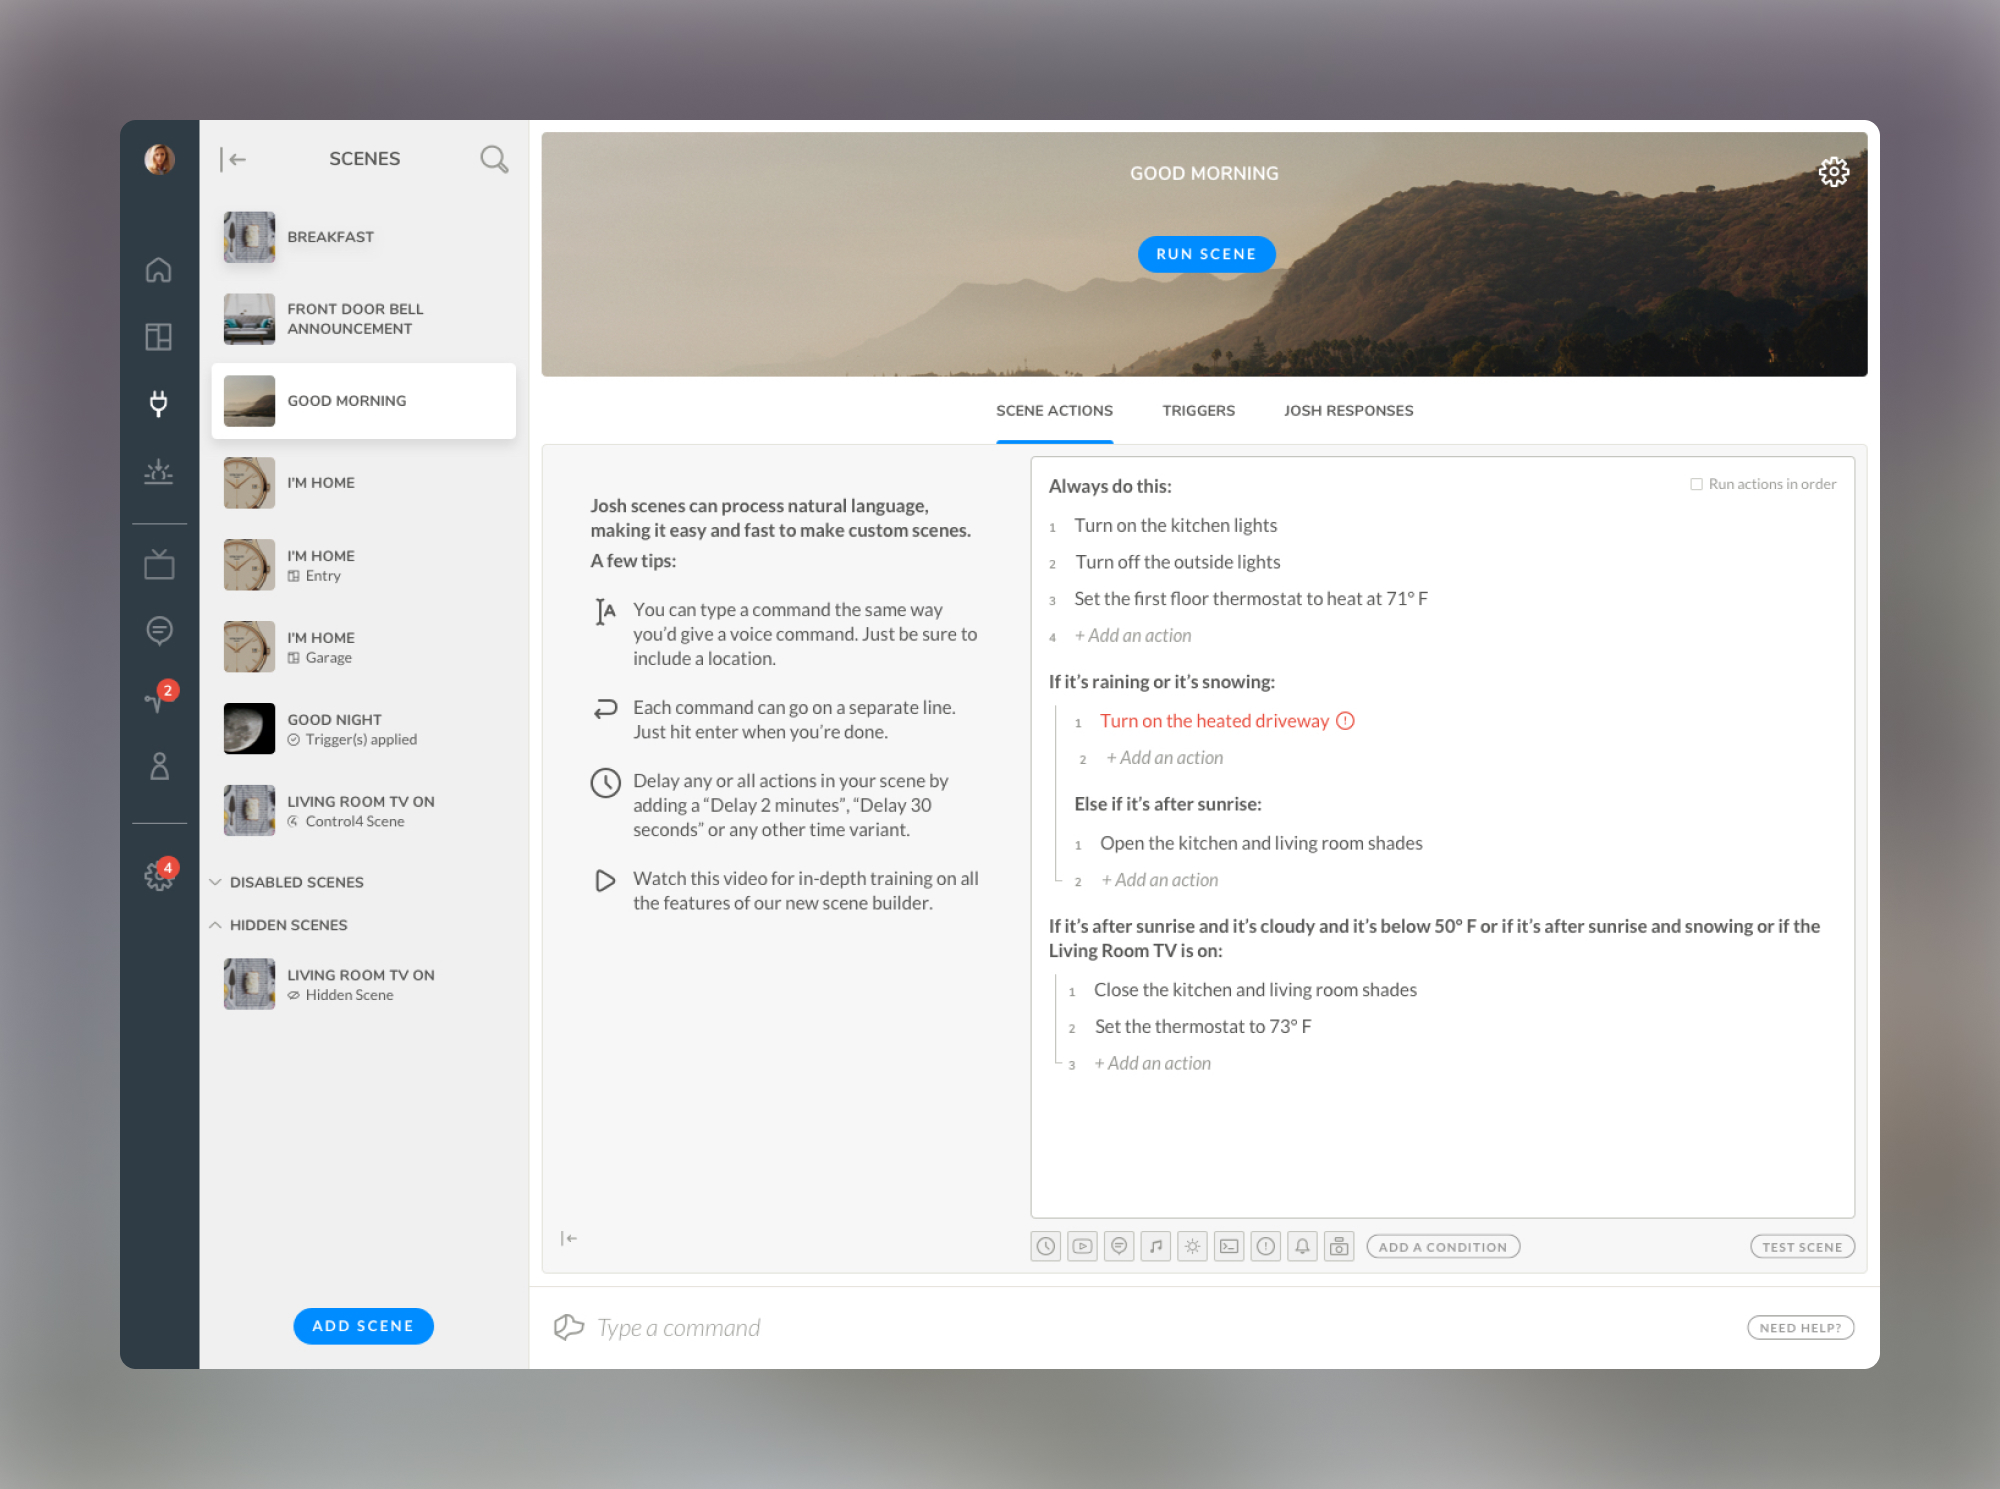 SCENES
BREAKFAST
FRONT DOOR BELL
ANNOUNCEMENT
GOOD MORNING
I'M HOME
I'M HOME
Entry
I'M HOME
Garage
GOOD NIGHT
Trigger(s) applied
LIVING ROOM TV ON
Control4 Scene
DISABLED SCENES
HIDDEN SCENES
LIVING ROOM TV ON
Hidden Scene
ADD SCENE
2
4
GOOD MORNING
RUN SCENE
SCENE ACTIONS
TRIGGERS
JOSH RESPONSES
Josh scenes can process natural language,
making it easy and fast to make custom scenes.
A few tips:
A
You can type a command the same way
you’d give a voice command. Just be sure to
include a location.
Each command can go on a separate line.
Just hit enter when you’re done.
Delay any or all actions in your scene by
adding a “Delay 2 minutes”, “Delay 30
seconds” or any other time variant.
Watch this video for in-depth training on all
the features of our new scene builder.
Always do this:
Run actions in order
1 Turn on the kitchen lights
2 Turn off the outside lights
3 Set the first floor thermostat to heat at 71° F
4 + Add an action
If it’s raining or it’s snowing:
1 Turn on the heated driveway
2 + Add an action
Else if it’s after sunrise:
1 Open the kitchen and living room shades
2 + Add an action
If it’s after sunrise and it’s cloudy and it’s below 50° F or if it’s after sunrise and snowing or if the
Living Room TV is on:
1 Close the kitchen and living room shades
2 Set the thermostat to 73° F
3 + Add an action
ADD A CONDITION
TEST SCENE
Type a command
NEED HELP?